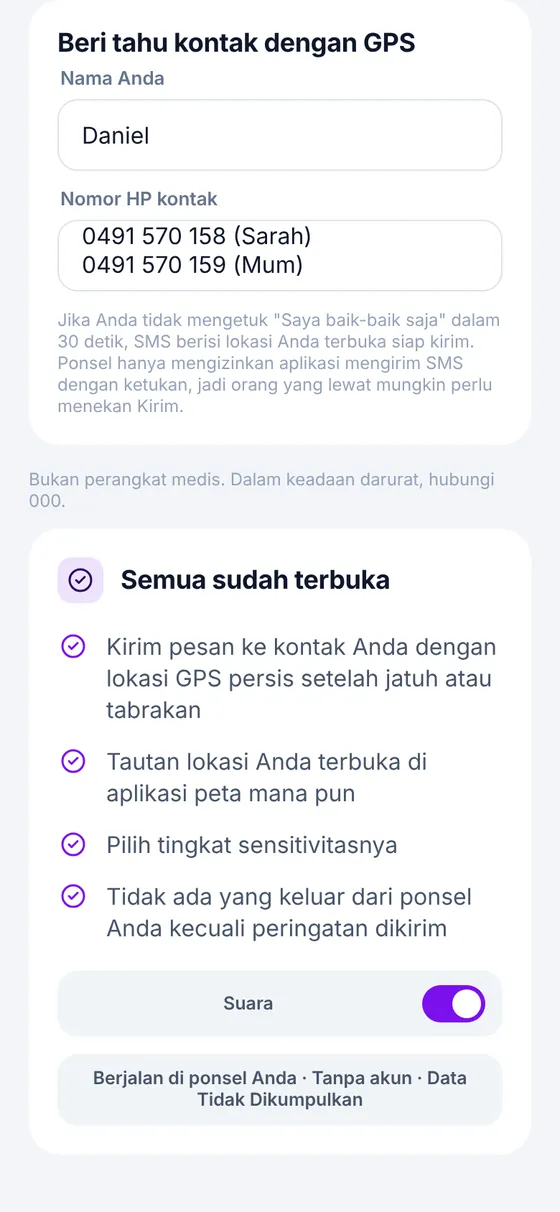 Beri tahu kontak dengan GPS
Nama Anda
Daniel
Nomor HP kontak
0491 570 158 (Sarah)
0491 570 159 (Mum)
Jika Anda tidak mengetuk "Saya baik-baik saja" dalam
30 detik, SMS berisi lokasi Anda terbuka siap kirim.
Ponsel hanya mengizinkan aplikasi mengirim SMS
dengan ketukan, jadi orang yang lewat mungkin perlu
menekan Kirim.
Bukan perangkat medis. Dalam keadaan darurat, hubungi
000.
Semua sudah terbuka
Kirim pesan ke kontak Anda dengan
lokasi GPS persis setelah jatuh atau
tabrakan
Tautan lokasi Anda terbuka di
aplikasi peta mana pun
Pilih tingkat sensitivitasnya
Tidak ada yang keluar dari ponsel
Anda kecuali peringatan dikirim
Suara
Berjalan di ponsel Anda · Tanpa akun · Data
Tidak Dikumpulkan